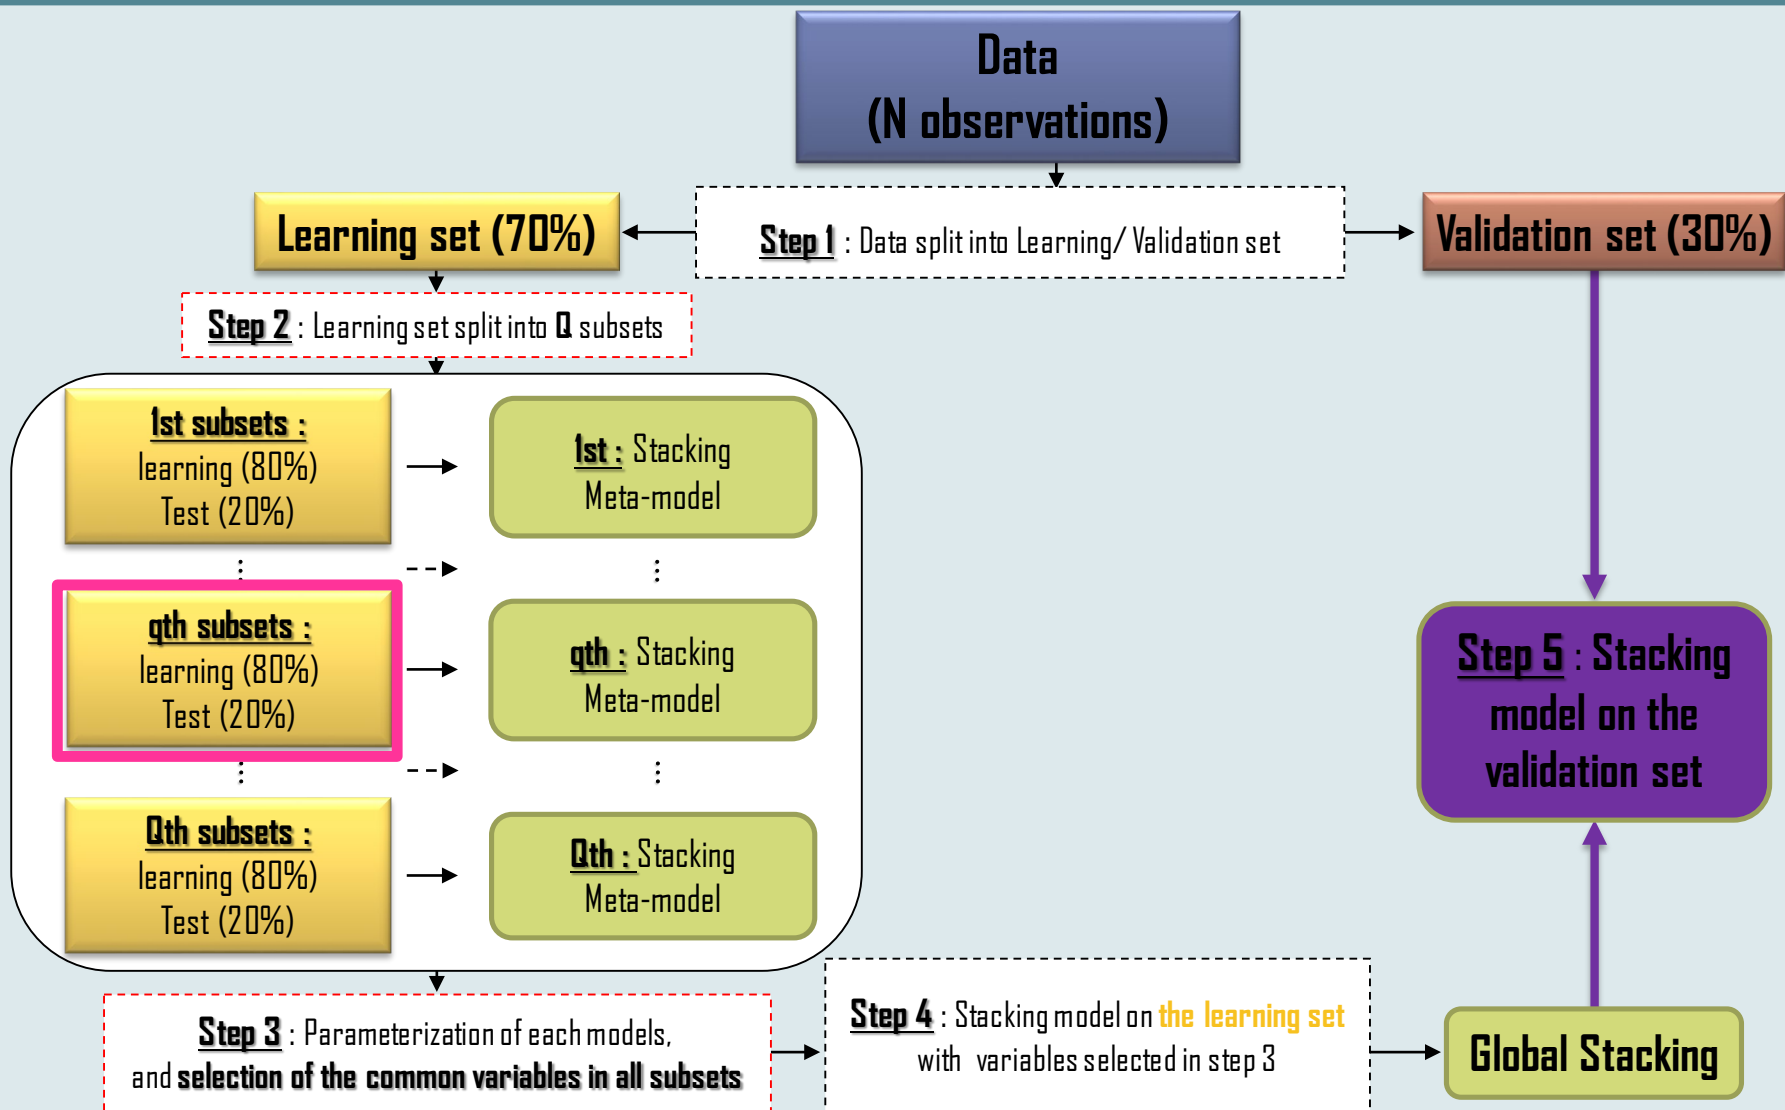 Data
(N observations)
Learning set (70%)
Step 1 : Data split into Learning/ Validation set
Validation set (30%)
Step 2 : Learning set split into Q subsets
1st subsets :
learning (80%)
Test (20%)
1st : Stacking
Meta-model
⋮
⋮
qth subsets :
learning (80%)
Test (20%)
qth : Stacking
Meta-model
⋮
⋮
Qth subsets :
learning (80%)
Test (20%)
Qth : Stacking
Meta-model
Step 5 : Stacking
model on the
validation set
Step 3 : Parameterization of each models,
and selection of the common variables in all subsets
Step 4 : Stacking model on the learning set
with variables selected in step 3
Global Stacking